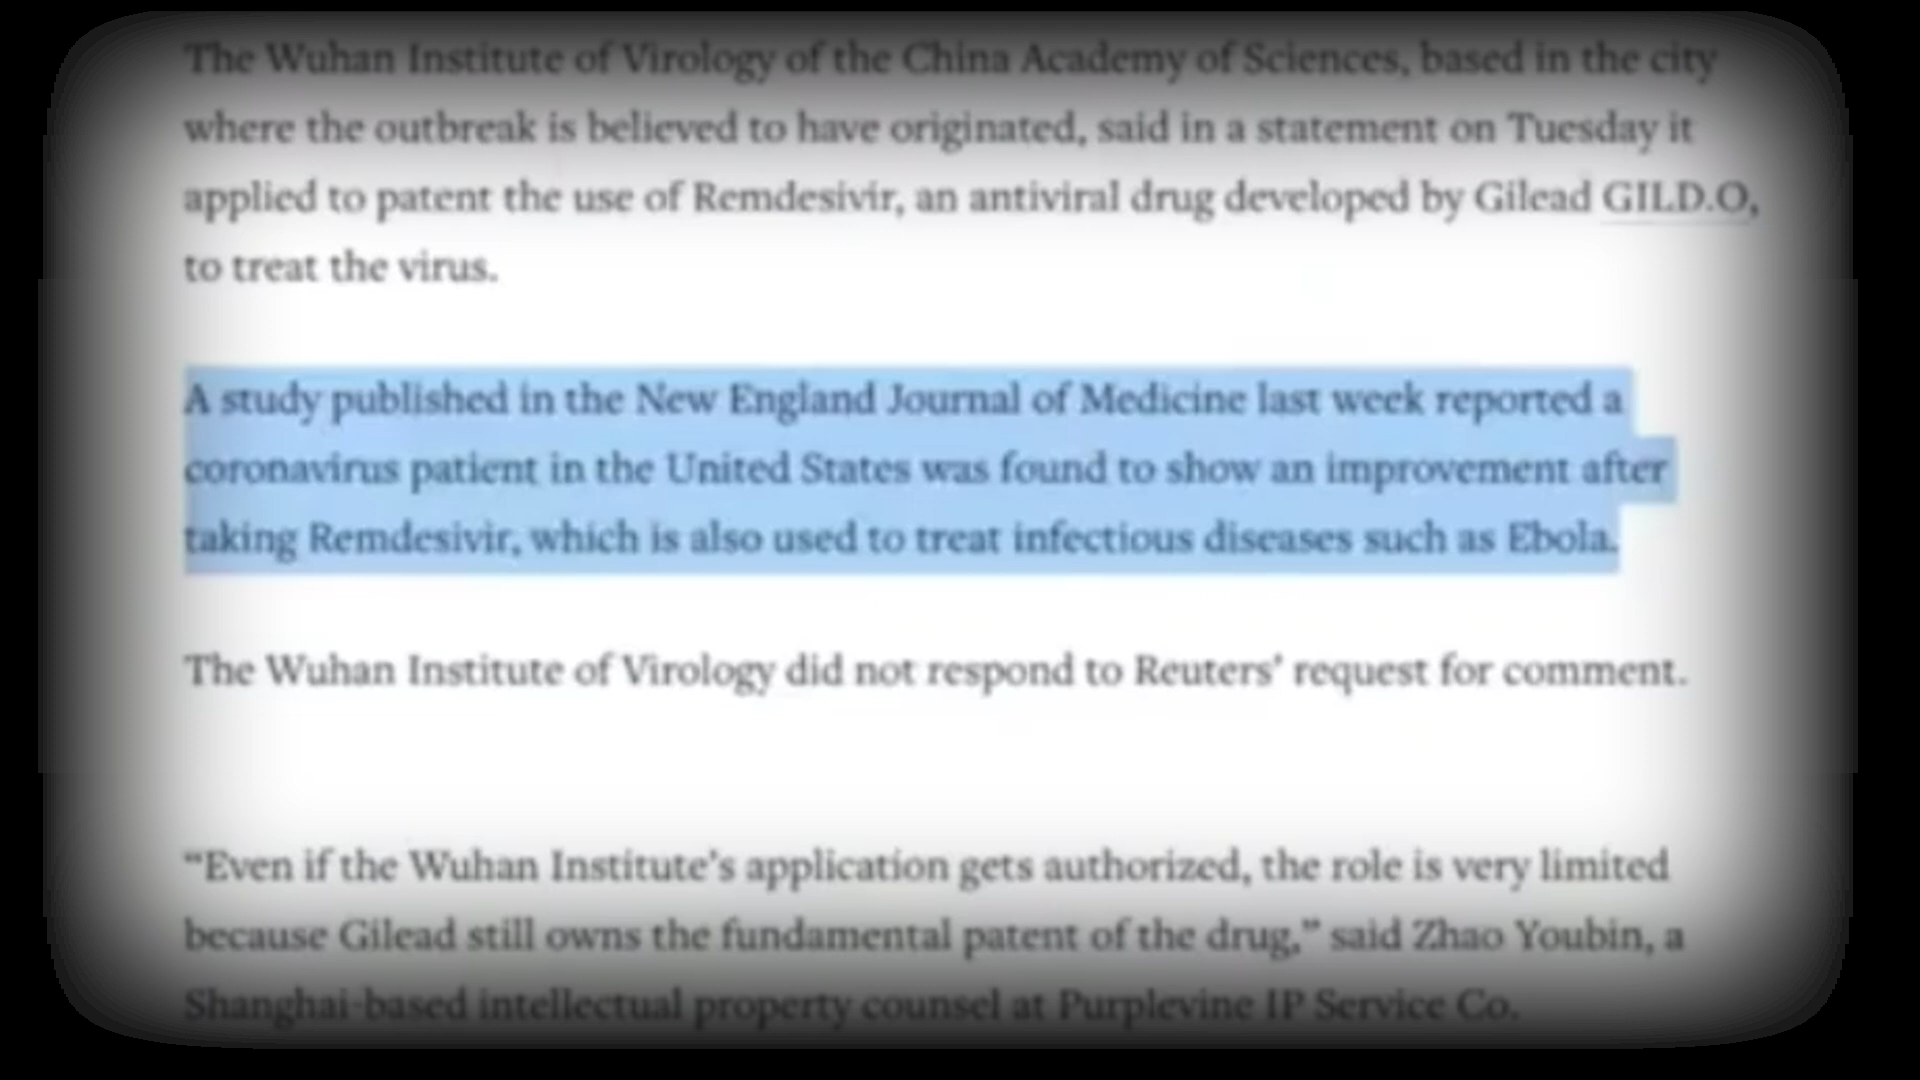 The Wuhan Institute of Virology of the China Academy of Sciences, based in the city
where the outbreak is believed to have originated, said in a statement on Tuesday it
applied to patent the use of Remdesivir, an antiviral drug developed by Gilead GILD.O,
to treat the virus.
A study published in the New England Journal of Medicine last week reported a
coronavirus patient in the United States was found to show an improvement after
taking Remdesivir, which is also used to treat infectious diseases such as Ebola.
The Wuhan Institute of Virology did not respond to Reuters’ request for comment.
“Even if the Wuhan Institute’s application gets authorized, the role is very limited
because Gilead still owns the fundamental patent of the drug,” said Zhao Youbin, a
Shanghai-based intellectual property counsel at Purplevine IP Service Co.